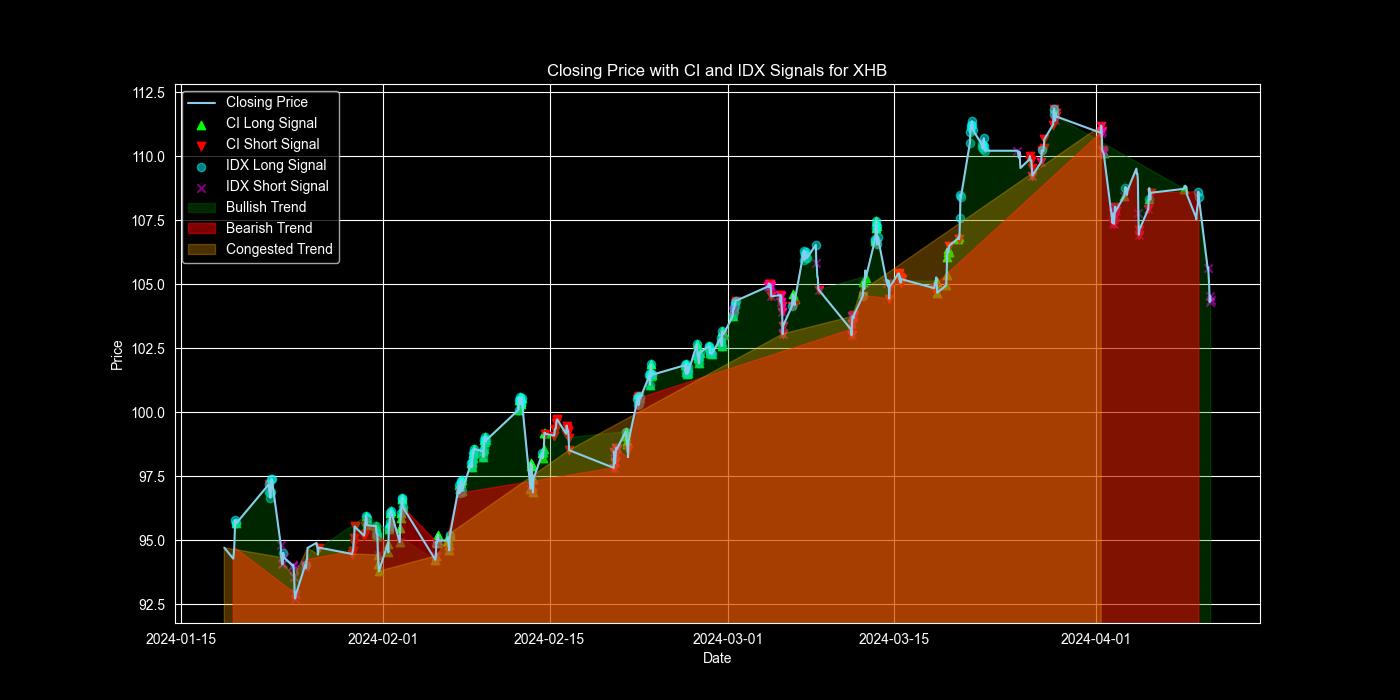 Closing Price with CI and IDX Signals for XHB
112.5
110.0
107.5
105.0
102.5
100.0
97.5
95.0
92.5
Price
Closing Price
CI Long Signal
CI Short Signal
IDX Long Signal
IDX Short Signal
Bullish Trend
Bearish Trend
Congested Trend
2024-01-15
2024-02-01
2024-02-15
2024-03-01
2024-03-15
2024-04-01
Date